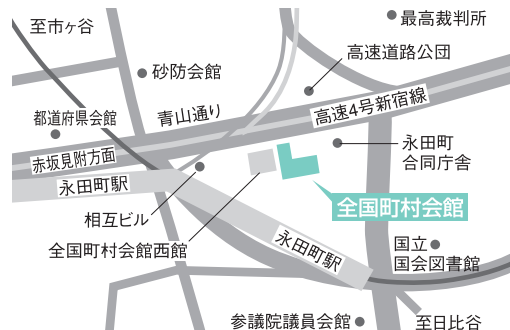 至市ヶ谷
最高裁判所
高速道路公団
砂防会館
青山通り
高速4号新宿線
都道府県会館
永田町
合同庁舎
赤坂見附方面
永田町駅
相互ビル
全国町村会館
全国町村会館西館
永田町駅
国立
国会図書館
参議院議員会館
至日比谷